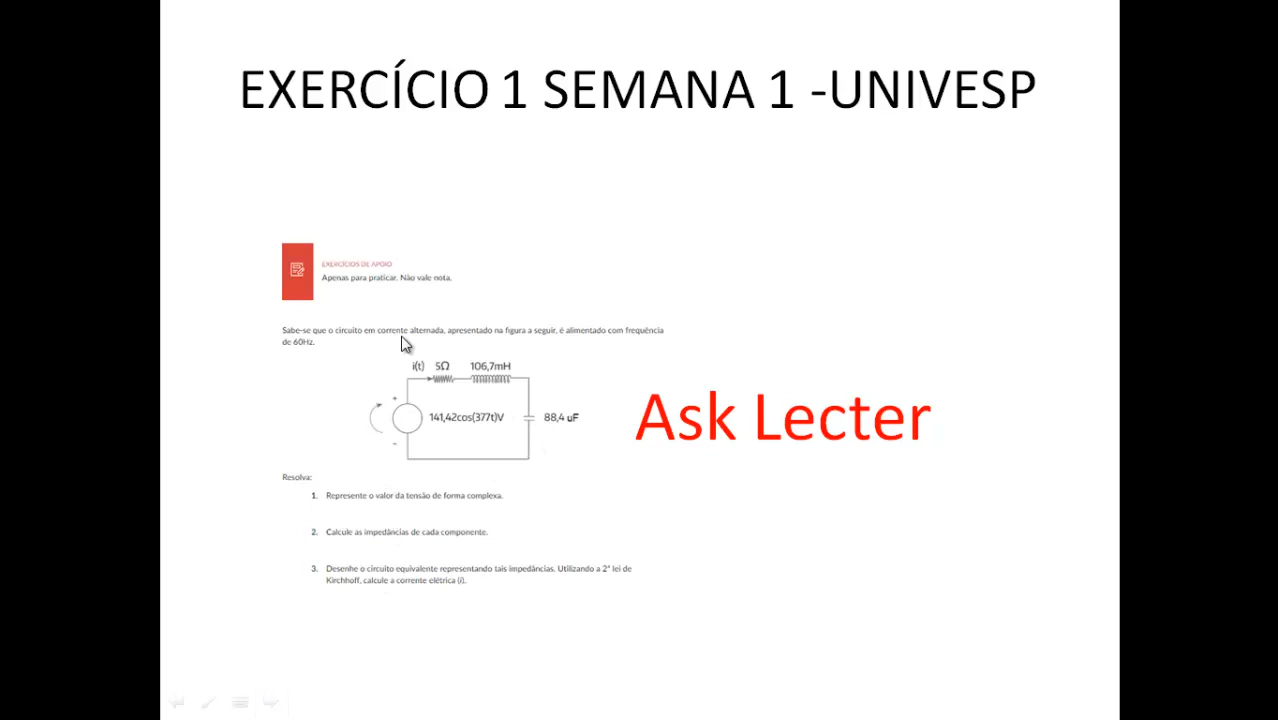 EXERCÍCIO 1 SEMANA 1 -UNIVESP
EXERCÍCIOS DE APOIO
Apenas para praticar. Não vale nota.
Sabe-se que o circuito em corrente alternada, apresentado na figura a seguir, é alimentado com frequência
de 60Hz.
i(t) 5Ω 106,7mH
+
141,42cos(377t)V
88,4 uF
-
Ask Lecter
Resolva:
1. Represente o valor da tensão de forma complexa.
2. Calcule as impedâncias de cada componente.
3. Desenhe o circuito equivalente representando tais impedâncias. Utilizando a 2ª lei de
Kirchhoff, calcule a corrente elétrica (i).